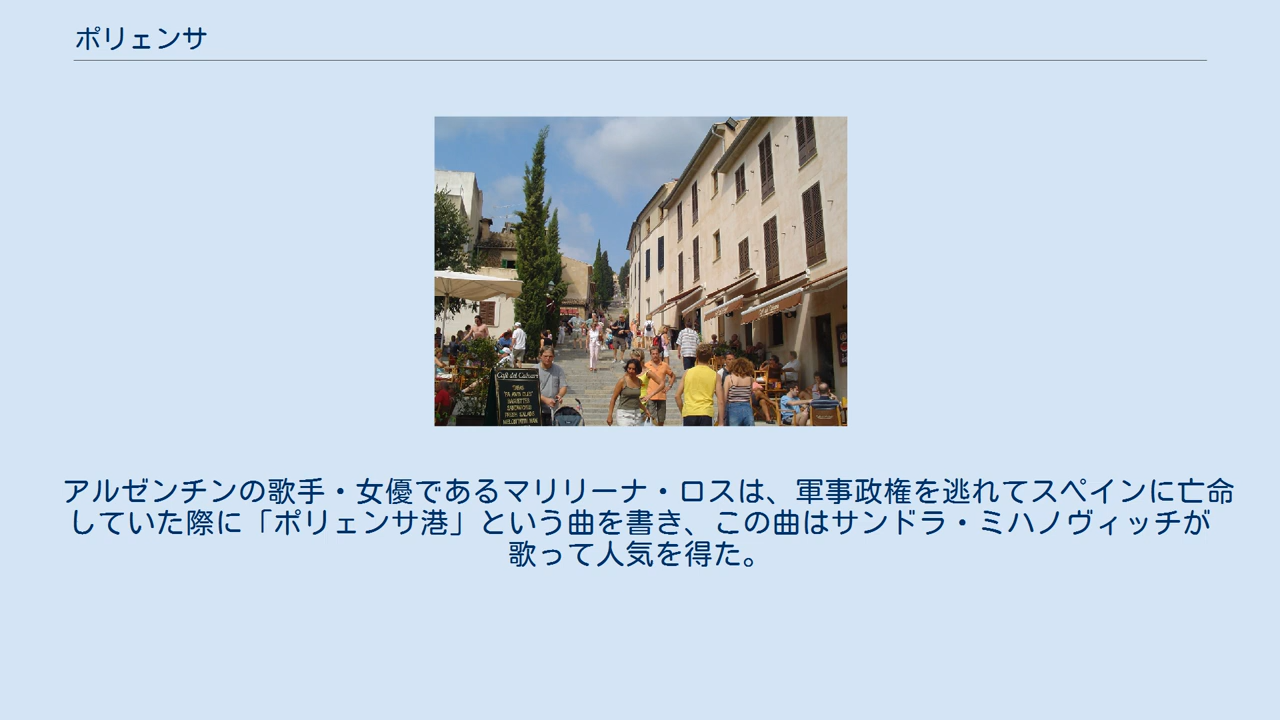 ポリェンサ
Café del Calvari
アルゼンチンの歌手・女優であるマリリーナ・ロスは、軍事政権を逃れてスペインに亡命
していた際に「ポリェンサ港」という曲を書き、この曲はサンドラ・ミハノヴィッチが
歌って人気を得た。